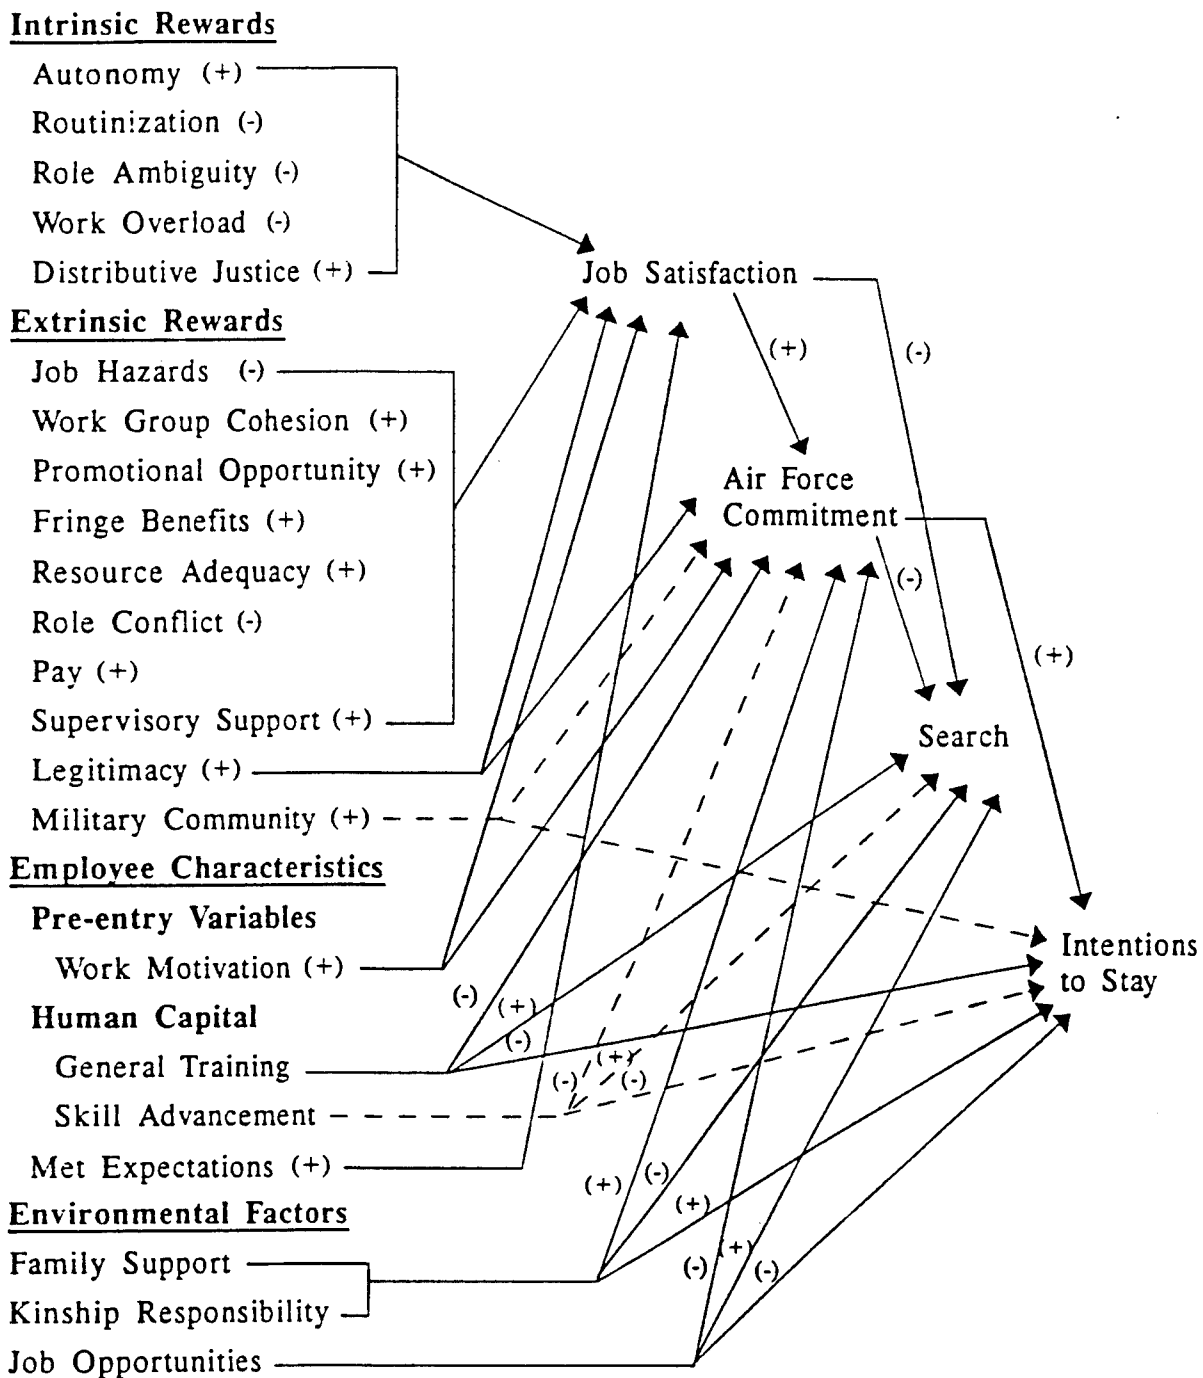 Intrinsic Rewards
Autonomy (+)
Routinization (-)
Role Ambiguity (-)
Work Overload (-)
Distributive Justice (+)
Job Satisfaction
Extrinsic Rewards
Job Hazards (-)
(+)
(-)
Work Group Cohesion (+)
Promotional Opportunity (+)
Air Force
Commitment
Fringe Benefits (+)
Resource Adequacy (+)
(-)
Role Conflict (-)
Pay (+)
(+)
Supervisory Support (+)
Search
Legitimacy (+)
Military Community (+)
Employee Characteristics
Pre-entry Variables
Intentions
to Stay
Work Motivation (+)
(-)
(+)
Human Capital
(-)
General Training
(+)
(-)
(-)
Skill Advancement
Met Expectations (+)
(+)
(-)
(+)
Environmental Factors
Family Support
(-)
(+)
(-)
Kinship Responsibility
Job Opportunities